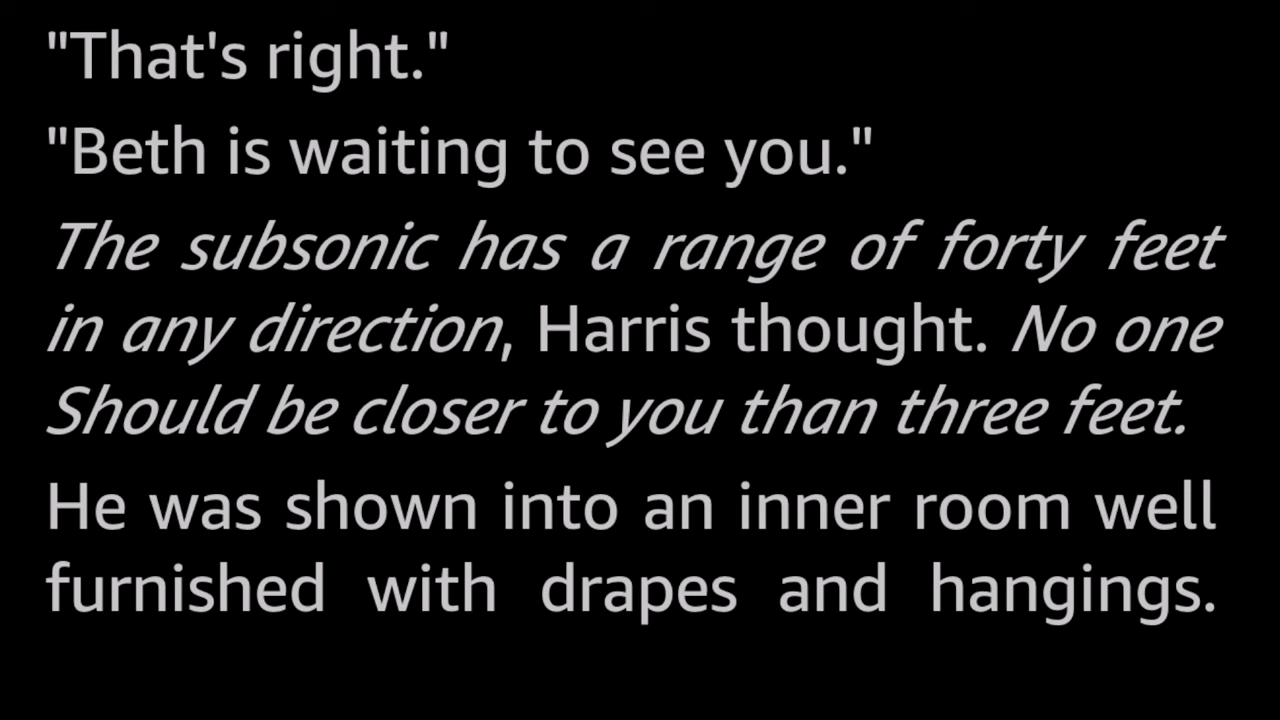 "That's right."
"Beth is waiting to see you."
The subsonic has a range of forty feet
in any direction, Harris thought. No one
Should be closer to you than three feet.
He was shown into an inner room well
furnished with drapes and hangings.